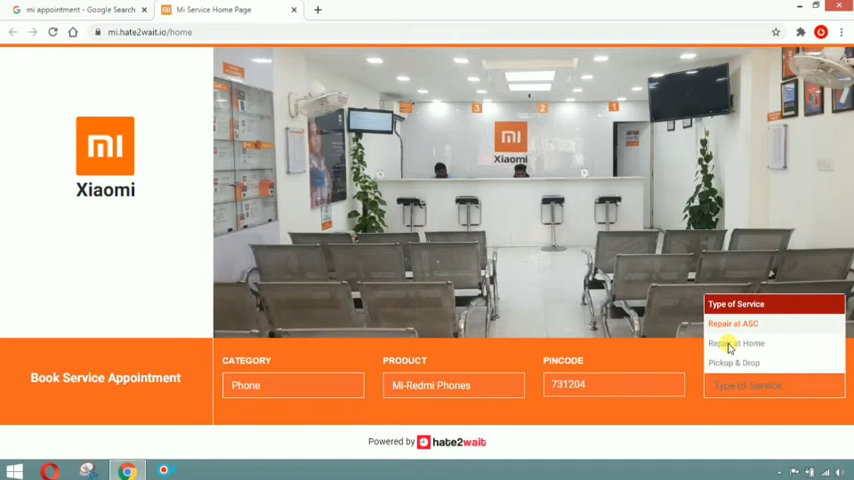 mi appointment - Google Search
Mi Service Home Page
mi.hate2wait.io/home
mi
Xiaomi
3
2
1
mi
Xiaomi
Type of Service
Repair at ASC
Repair at Home
Pickup & Drop
Type of Service
Book Service Appointment
CATEGORY
Phone
PRODUCT
Mi-Redmi Phones
PINCODE
731204
Powered by hate2wait